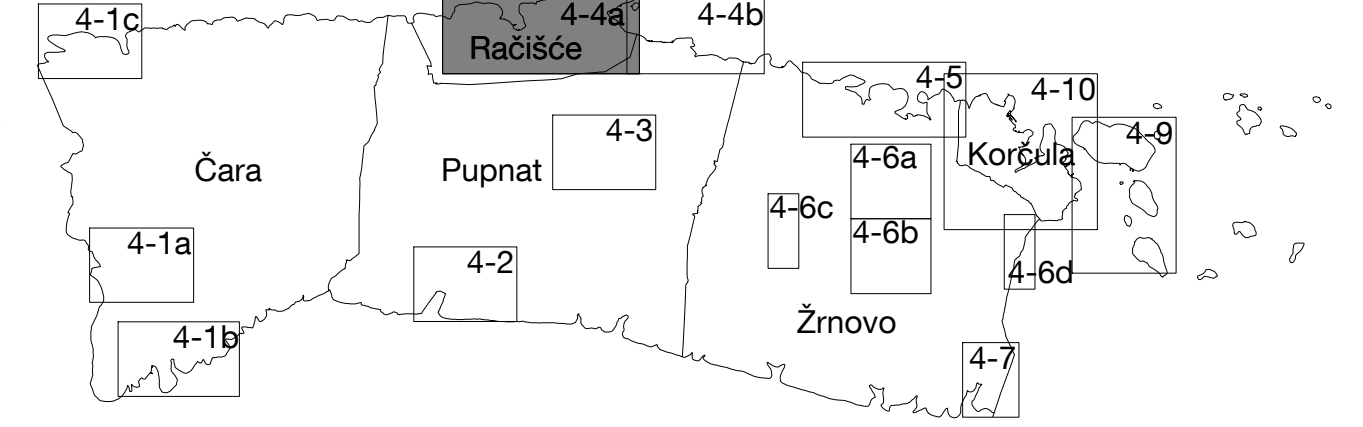 4-1c
4-4a
4-4b
Račišće
4-5
4-10
4-3
4-9
Čara
Pupnat
4-6a
Korčula
4-6c
4-1a
4-6b
4-2
4-6d
4-1b
Žrnovo
4-7